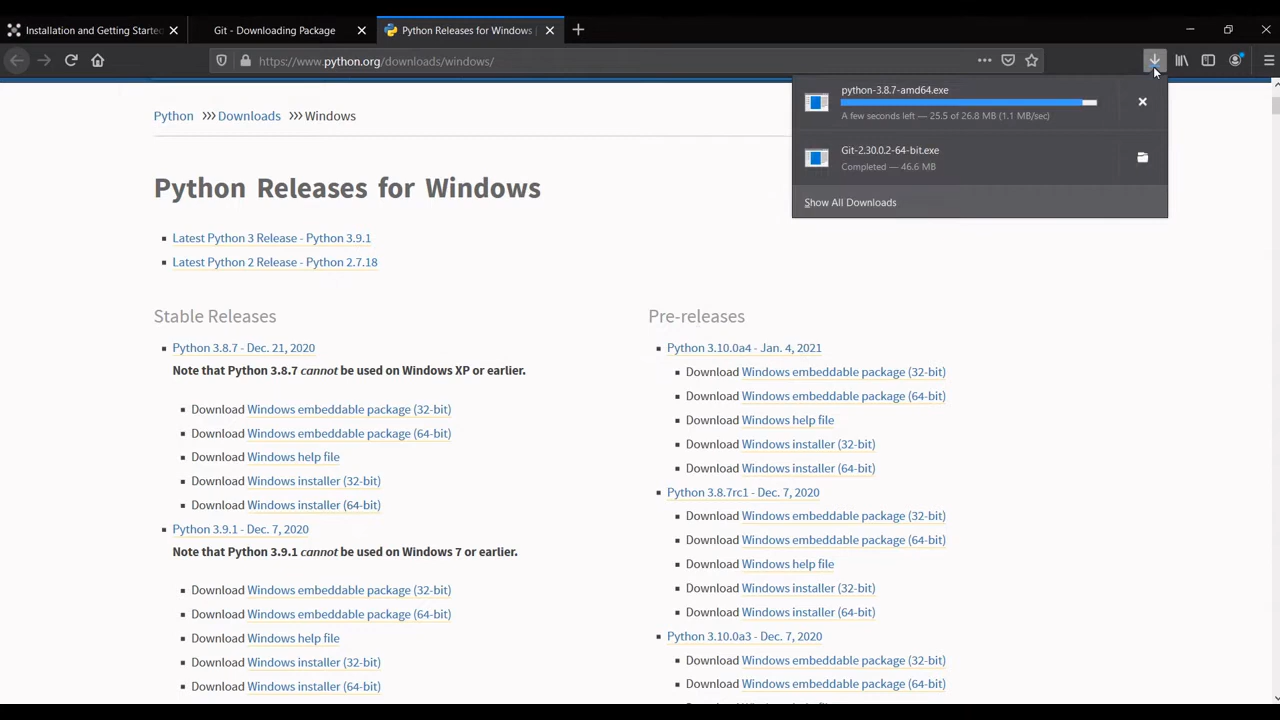 Installation and Getting Started
Git - Downloading Package
Python Releases for Windows |
https://www.python.org/downloads/windows/
python-3.8.7-amd64.exe
A few seconds left — 25.5 of 26.8 MB (1.1 MB/sec)
Git-2.30.0.2-64-bit.exe
Completed — 46.6 MB
Show All Downloads
Python >>> Downloads >>> Windows
Python Releases for Windows
Latest Python 3 Release - Python 3.9.1
Latest Python 2 Release - Python 2.7.18
Stable Releases
Python 3.8.7 - Dec. 21, 2020
Note that Python 3.8.7 cannot be used on Windows XP or earlier.
Download Windows embeddable package (32-bit)
Download Windows embeddable package (64-bit)
Download Windows help file
Download Windows installer (32-bit)
Download Windows installer (64-bit)
Python 3.9.1 - Dec. 7, 2020
Note that Python 3.9.1 cannot be used on Windows 7 or earlier.
Download Windows embeddable package (32-bit)
Download Windows embeddable package (64-bit)
Download Windows help file
Download Windows installer (32-bit)
Download Windows installer (64-bit)
Pre-releases
Python 3.10.0a4 - Jan. 4, 2021
Download Windows embeddable package (32-bit)
Download Windows embeddable package (64-bit)
Download Windows help file
Download Windows installer (32-bit)
Download Windows installer (64-bit)
Python 3.8.7rc1 - Dec. 7, 2020
Download Windows embeddable package (32-bit)
Download Windows embeddable package (64-bit)
Download Windows help file
Download Windows installer (32-bit)
Download Windows installer (64-bit)
Python 3.10.0a3 - Dec. 7, 2020
Download Windows embeddable package (32-bit)
Download Windows embeddable package (64-bit)